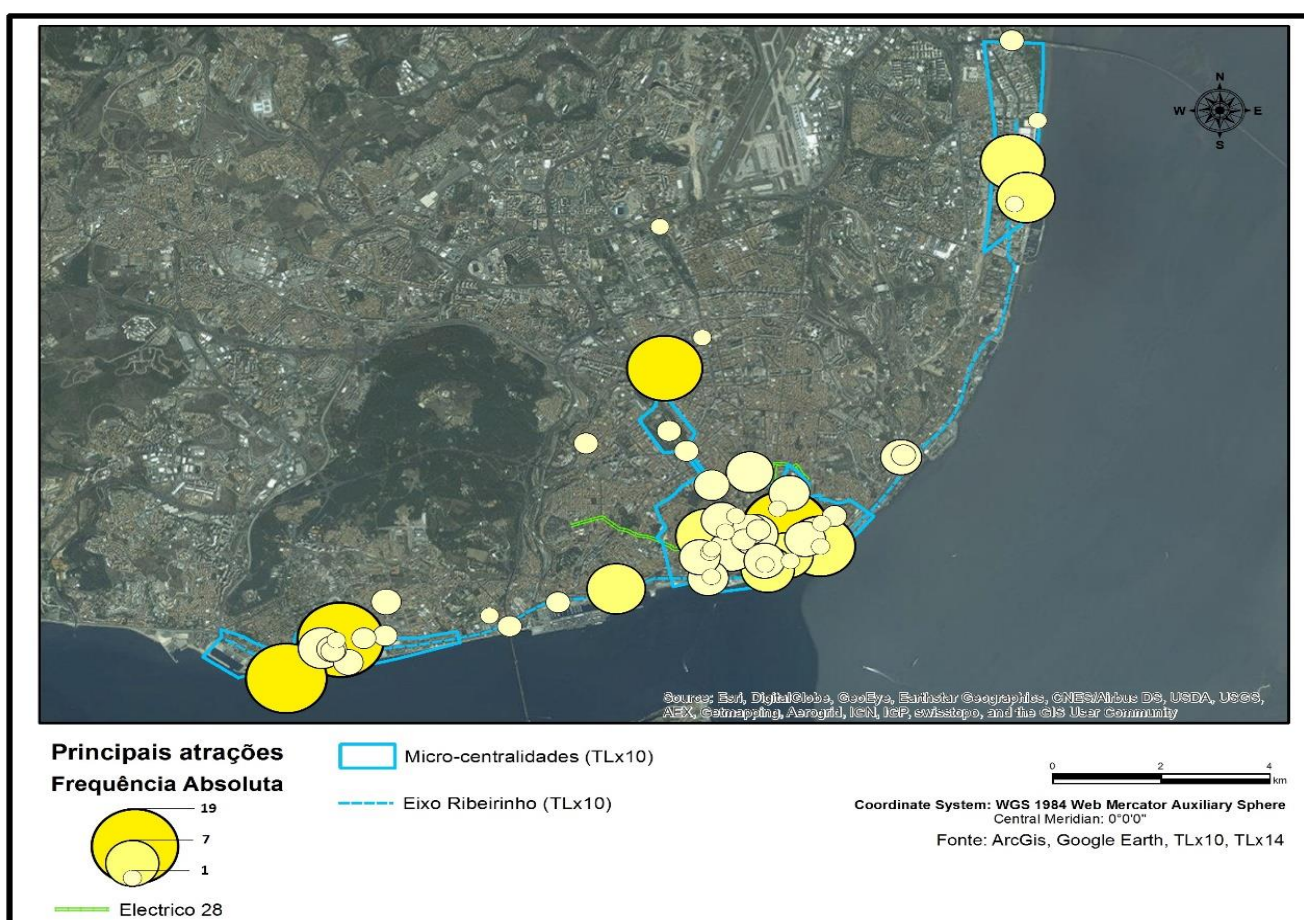 N
W E
S
Source: Esri, DigitalGlobe, GeoEye, Earthstar Geographics, CNES/Airbus DS, USDA, USGS,
AEX, Getmapping, Aerogrid, IGN, IGP, swisstopo, and the GIS User Community
Principais atrações
Frequência Absoluta
19
7
1
Electrico 28
Micro-centralidades (TLx10)
Eixo Ribeirinho (TLx10)
0 2 4
km
Coordinate System: WGS 1984 Web Mercator Auxiliary Sphere
Central Meridian: 0°0'0"
Fonte: ArcGis, Google Earth, TLx10, TLx14